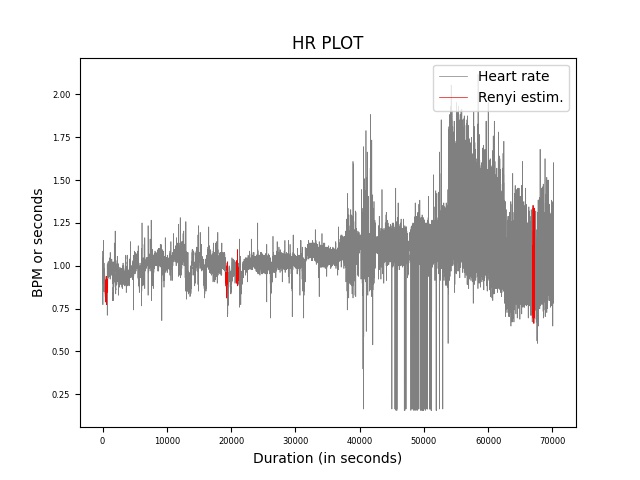 HR PLOT
Heart rate
Renyi estim.
BPM or seconds
2.00
1.75
1.50
1.25
1.00
0.75
0.50
0.25
0 10000 20000 30000 40000 50000 60000 70000
Duration (in seconds)